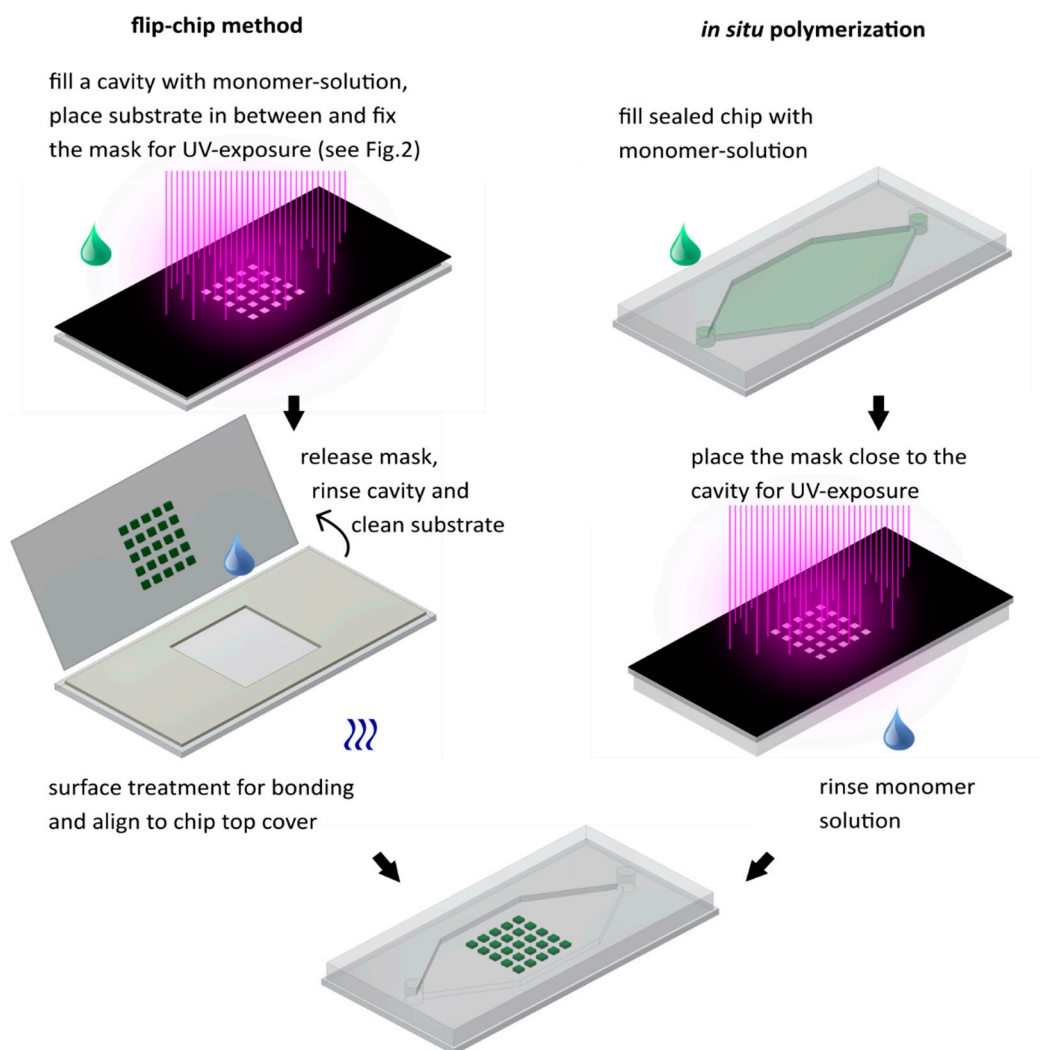 flip-chip method
fill a cavity with monomer-solution,
place substrate in between and fix
the mask for UV-exposure (see Fig.2)
release mask,
rinse cavity and
clean substrate
surface treatment for bonding
and align to chip top cover
in situ polymerization
fill sealed chip with
monomer-solution
place the mask close to the
cavity for UV-exposure
rinse monomer
solution